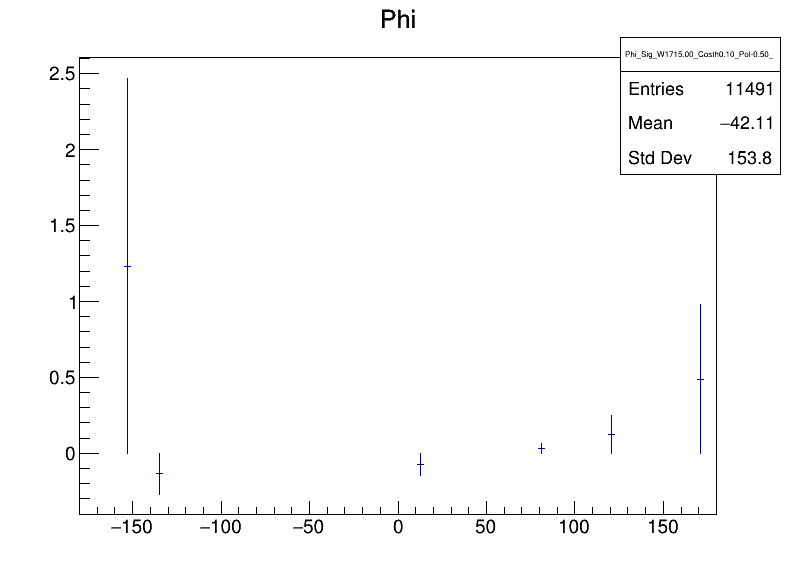 Phi
Phi_Sig_W1715.00_Costh0.10_Pol-0.50_
Entries 11491
Mean −42.11
Std Dev 153.8
2.5
2
1.5
1
0.5
0
−150 −100 −50 0 50 100 150